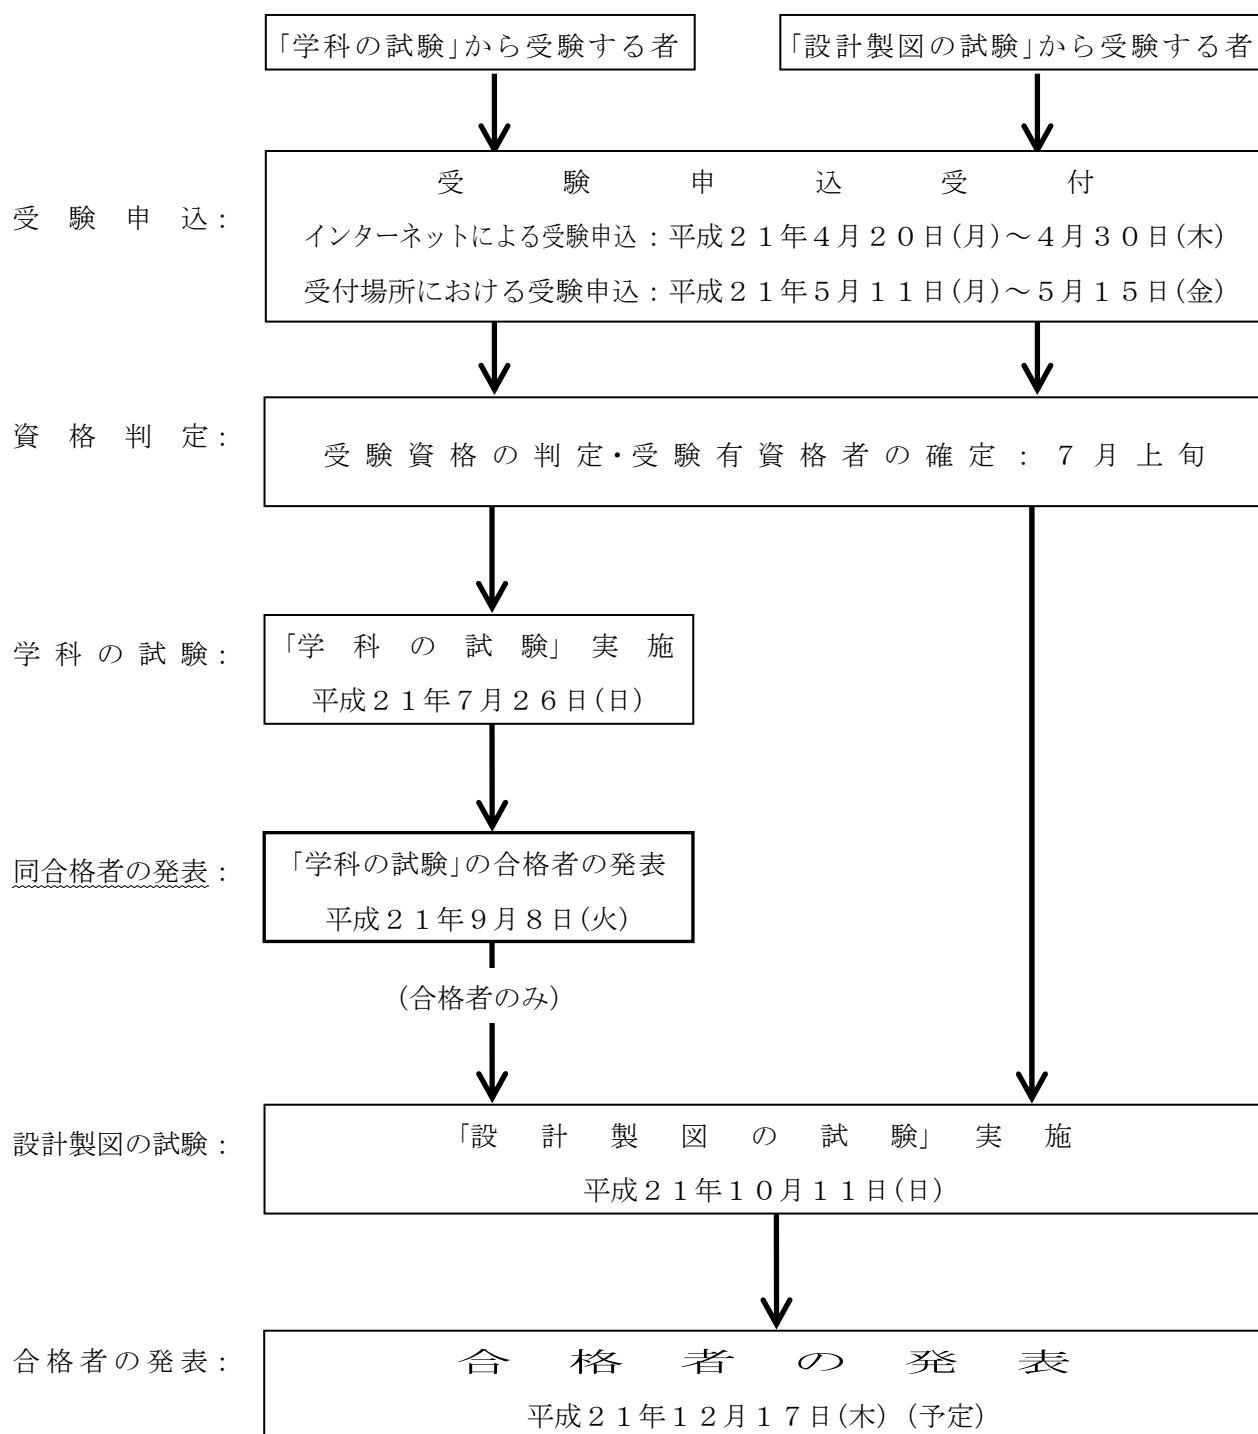 「学科の試験」から受験する者
「設計製図の試験」から受験する者
受験申込：
受験申込受付
インターネットによる受験申込：平成２１年４月２０日(月)～４月３０日(木)
受付場所における受験申込：平成２１年５月１１日(月)～５月１５日(金)
資格判定：
受験資格の判定・受験有資格者の確定：７月上旬
学科の試験：
「学科の試験」実施
平成２１年７月２６日(日)
同合格者の発表：
「学科の試験」の合格者の発表
平成２１年９月８日(火)
(合格者のみ)
設計製図の試験：
「設計製図の試験」実施
平成２１年１０月１１日(日)
合格者の発表：
合格者の発表
平成２１年１２月１７日(木)(予定)